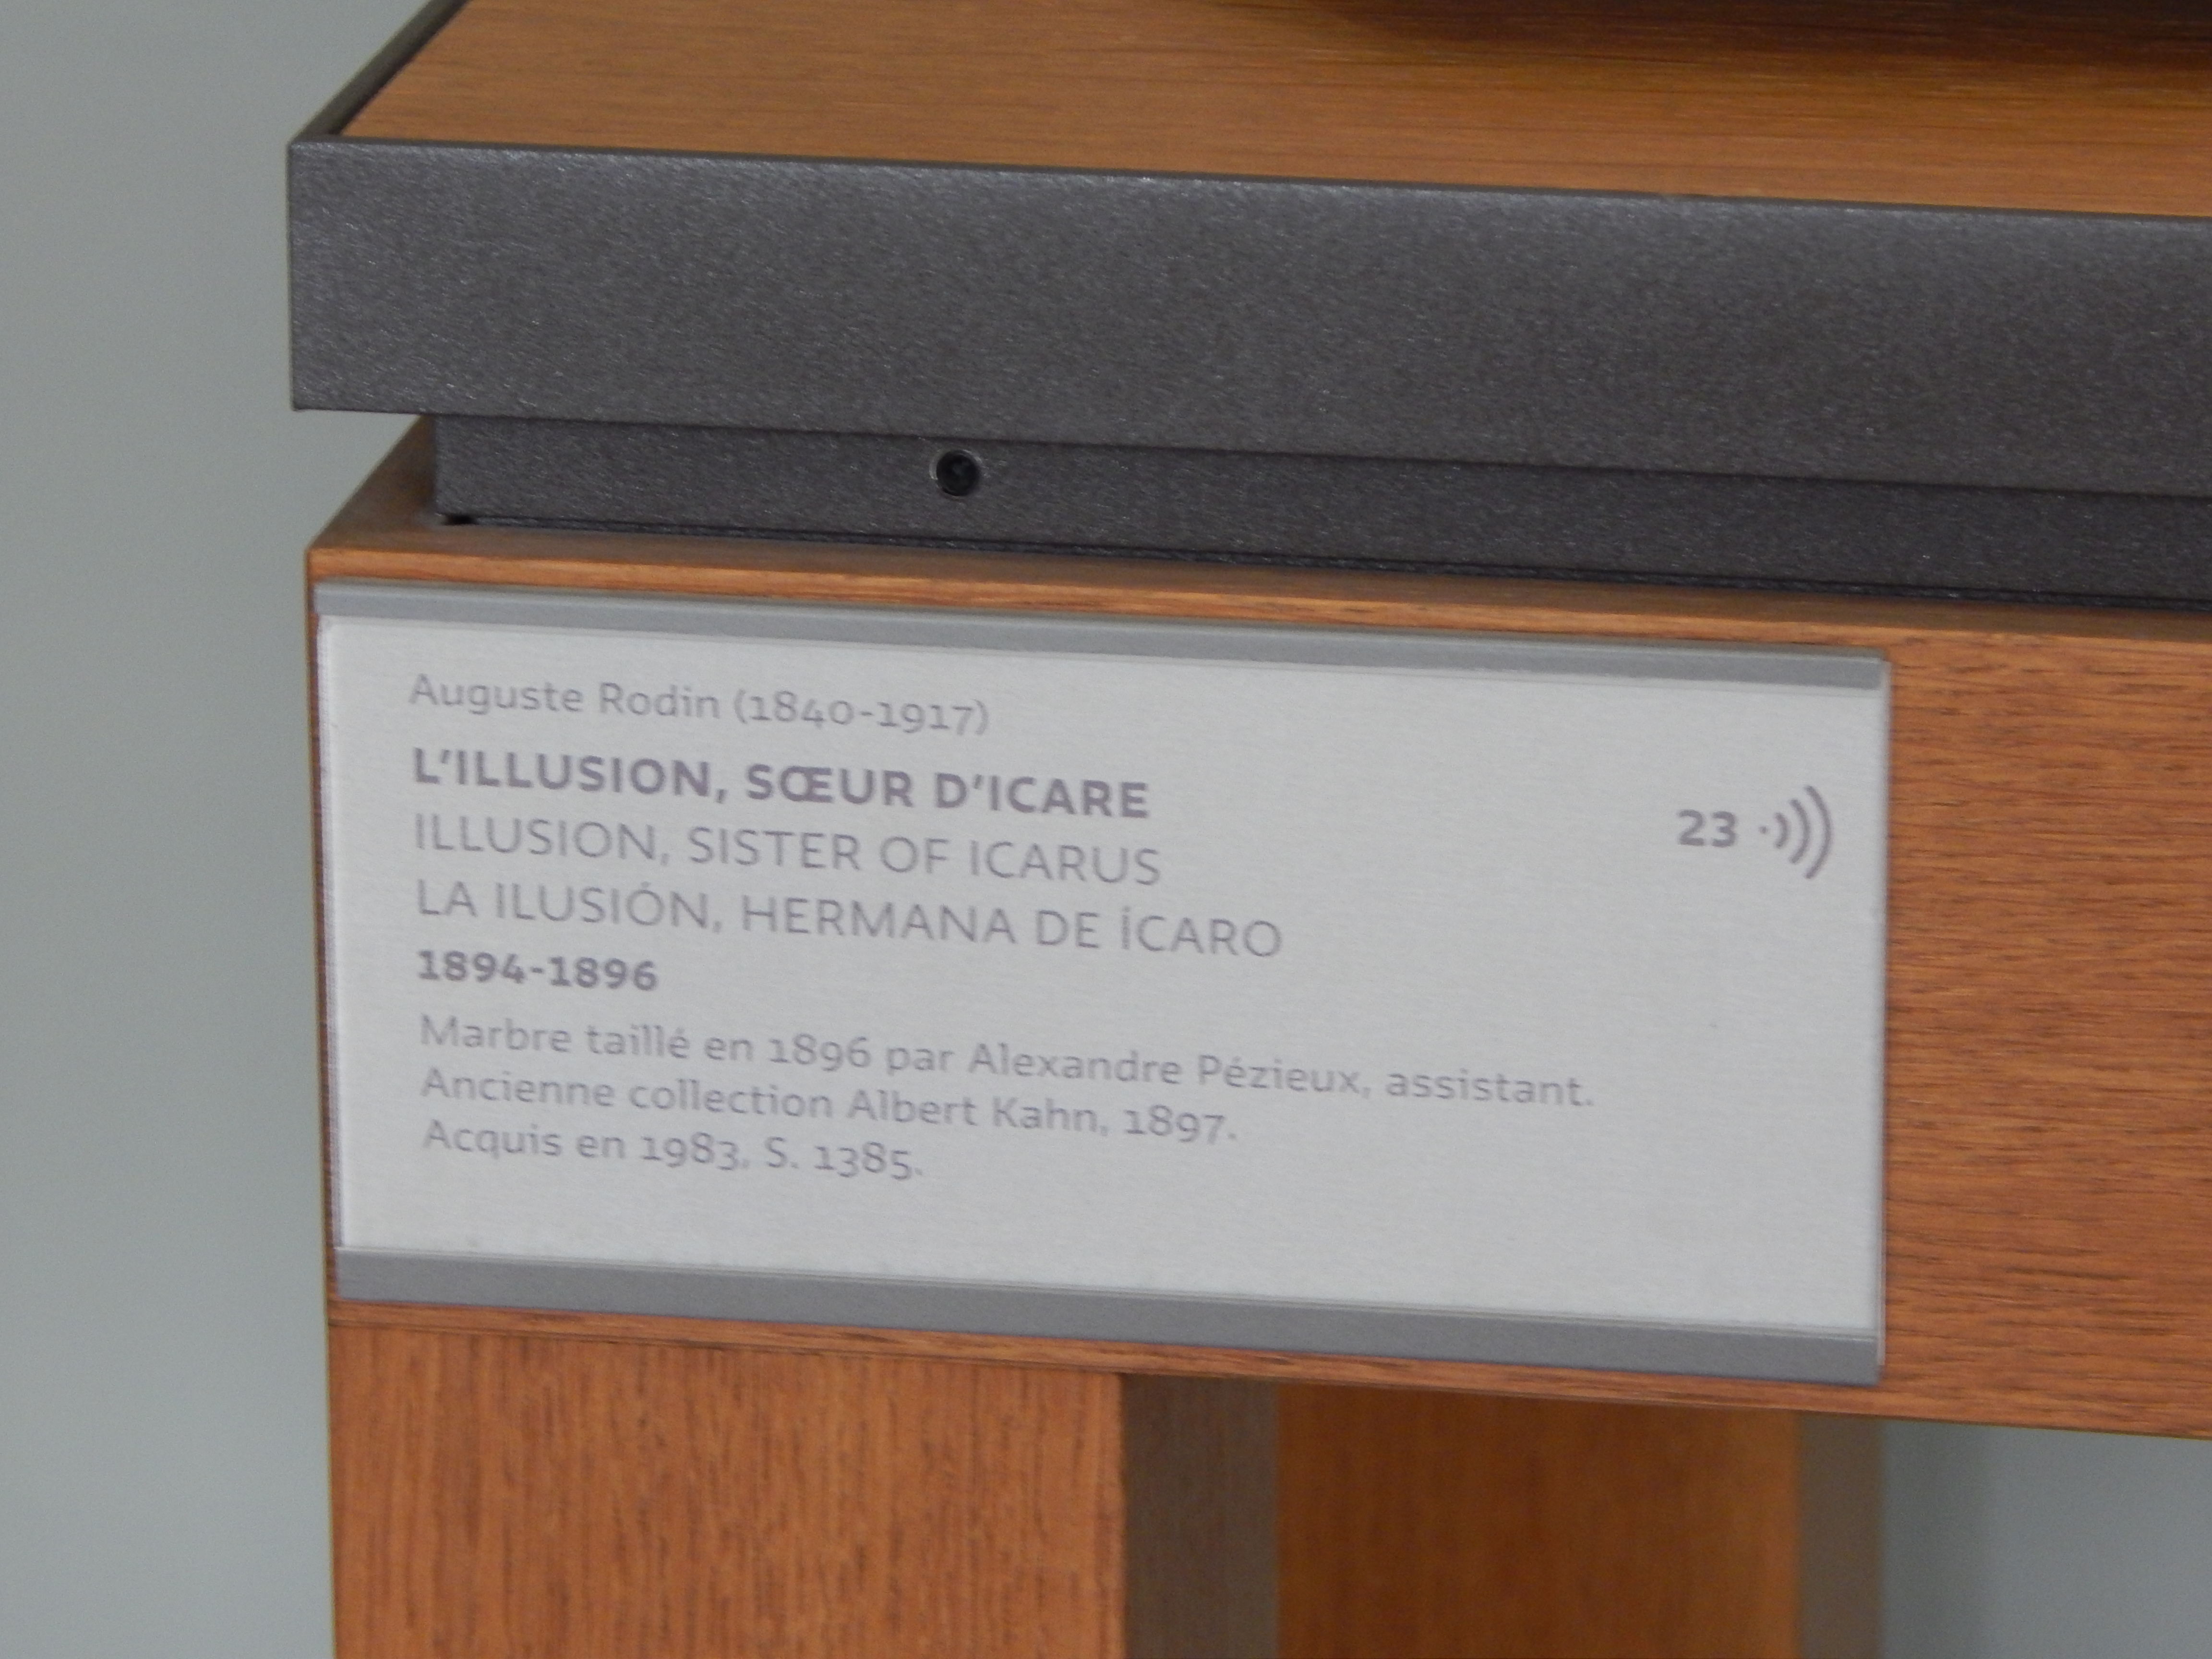 Auguste Rodin (1840-1917)
L'ILLUSION, SŒUR D'ICARE
ILLUSION, SISTER OF ICARUS
LA ILUSIÓN, HERMANA DE ÍCARO
1894-1896
Marbre taillé en 1896 par Alexandre Pézieux, assistant.
Ancienne collection Albert Kahn, 1897.
Acquis en 1983, S. 1385.
23